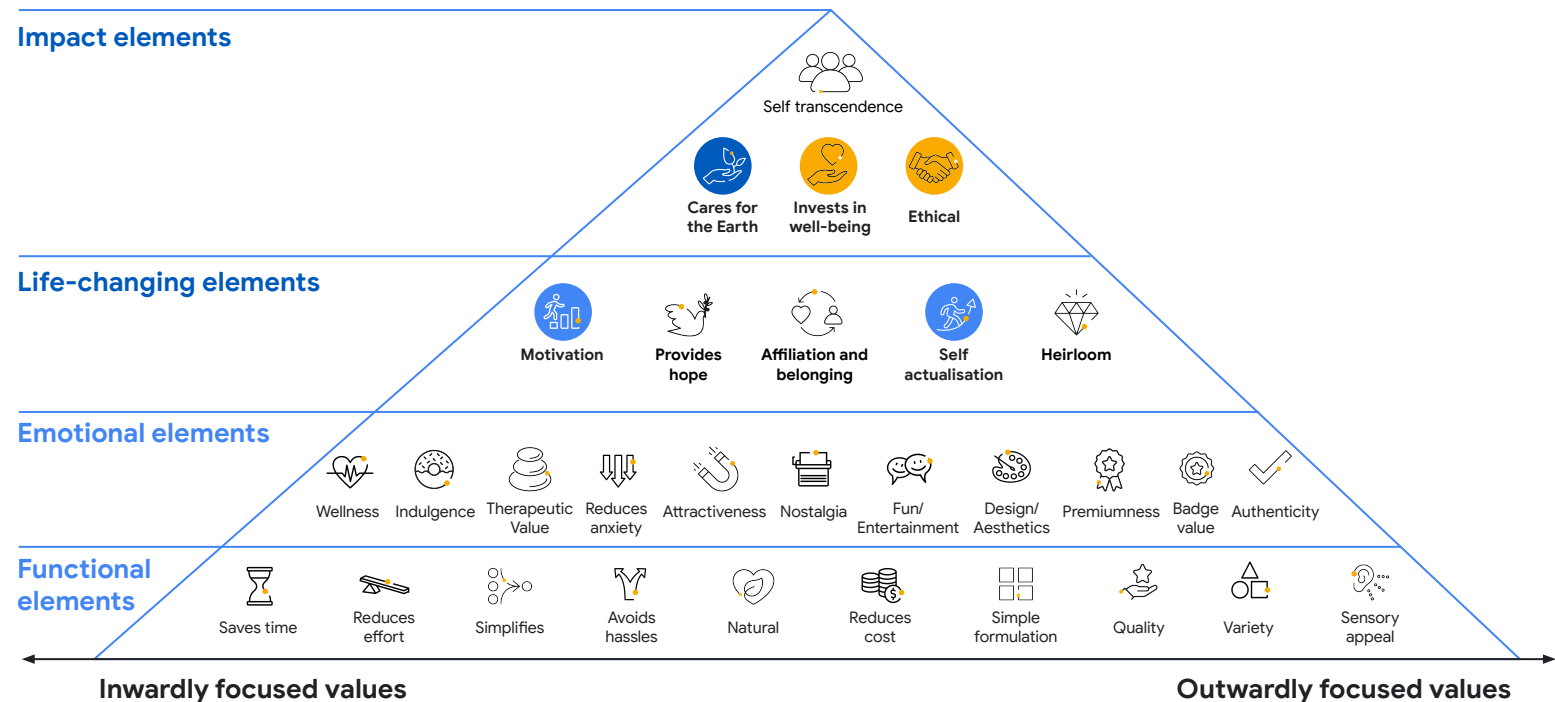 Impact elements
Self transcendence
Cares for
the Earth
Invests in
well-being
Ethical
Life-changing elements
Motivation
Provides
hope
Affiliation and
belonging
Self
actualisation
Heirloom
Emotional elements
Wellness
Indulgence
Therapeutic
Value
Reduces
anxiety
Attractiveness
Nostalgia
Fun/
Entertainment
Design/
Aesthetics
Premiumness
Badge
value
Authenticity
Functional
elements
Saves time
Reduces
effort
Simplifies
Avoids
hassles
Natural
Reduces
cost
Simple
formulation
Quality
Variety
Sensory
appeal
Inwardly focused values
Outwardly focused values